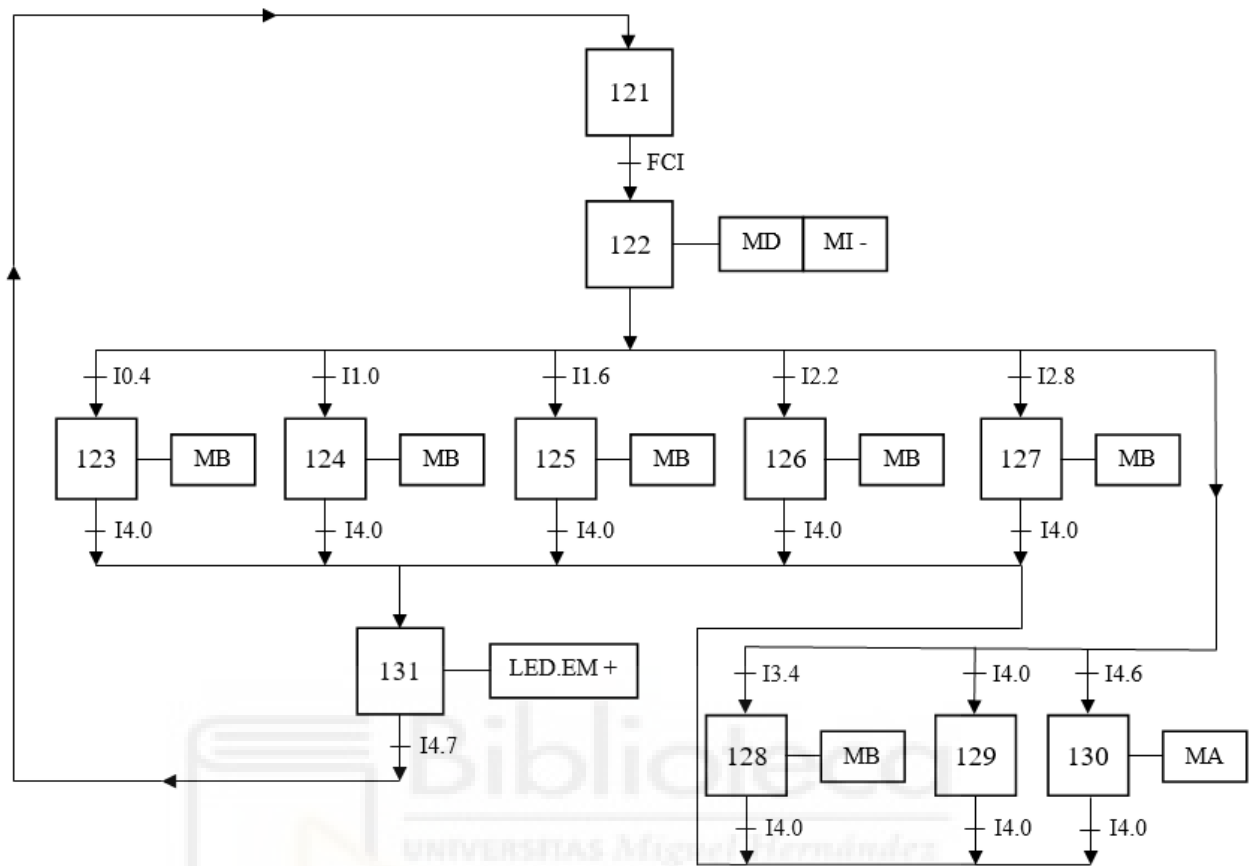 121
FCI
122
MD
MI -
I0.4
I1.0
I1.6
I2.2
I2.8
123
MB
124
MB
125
MB
126
MB
127
MB
I4.0
I4.0
I4.0
I4.0
I4.0
131
LED.EM +
I3.4
I4.0
I4.6
I4.7
128
MB
129
130
MA
I4.0
I4.0
I4.0
Biblioteca
UNIVERSITAS Miguel Hernández